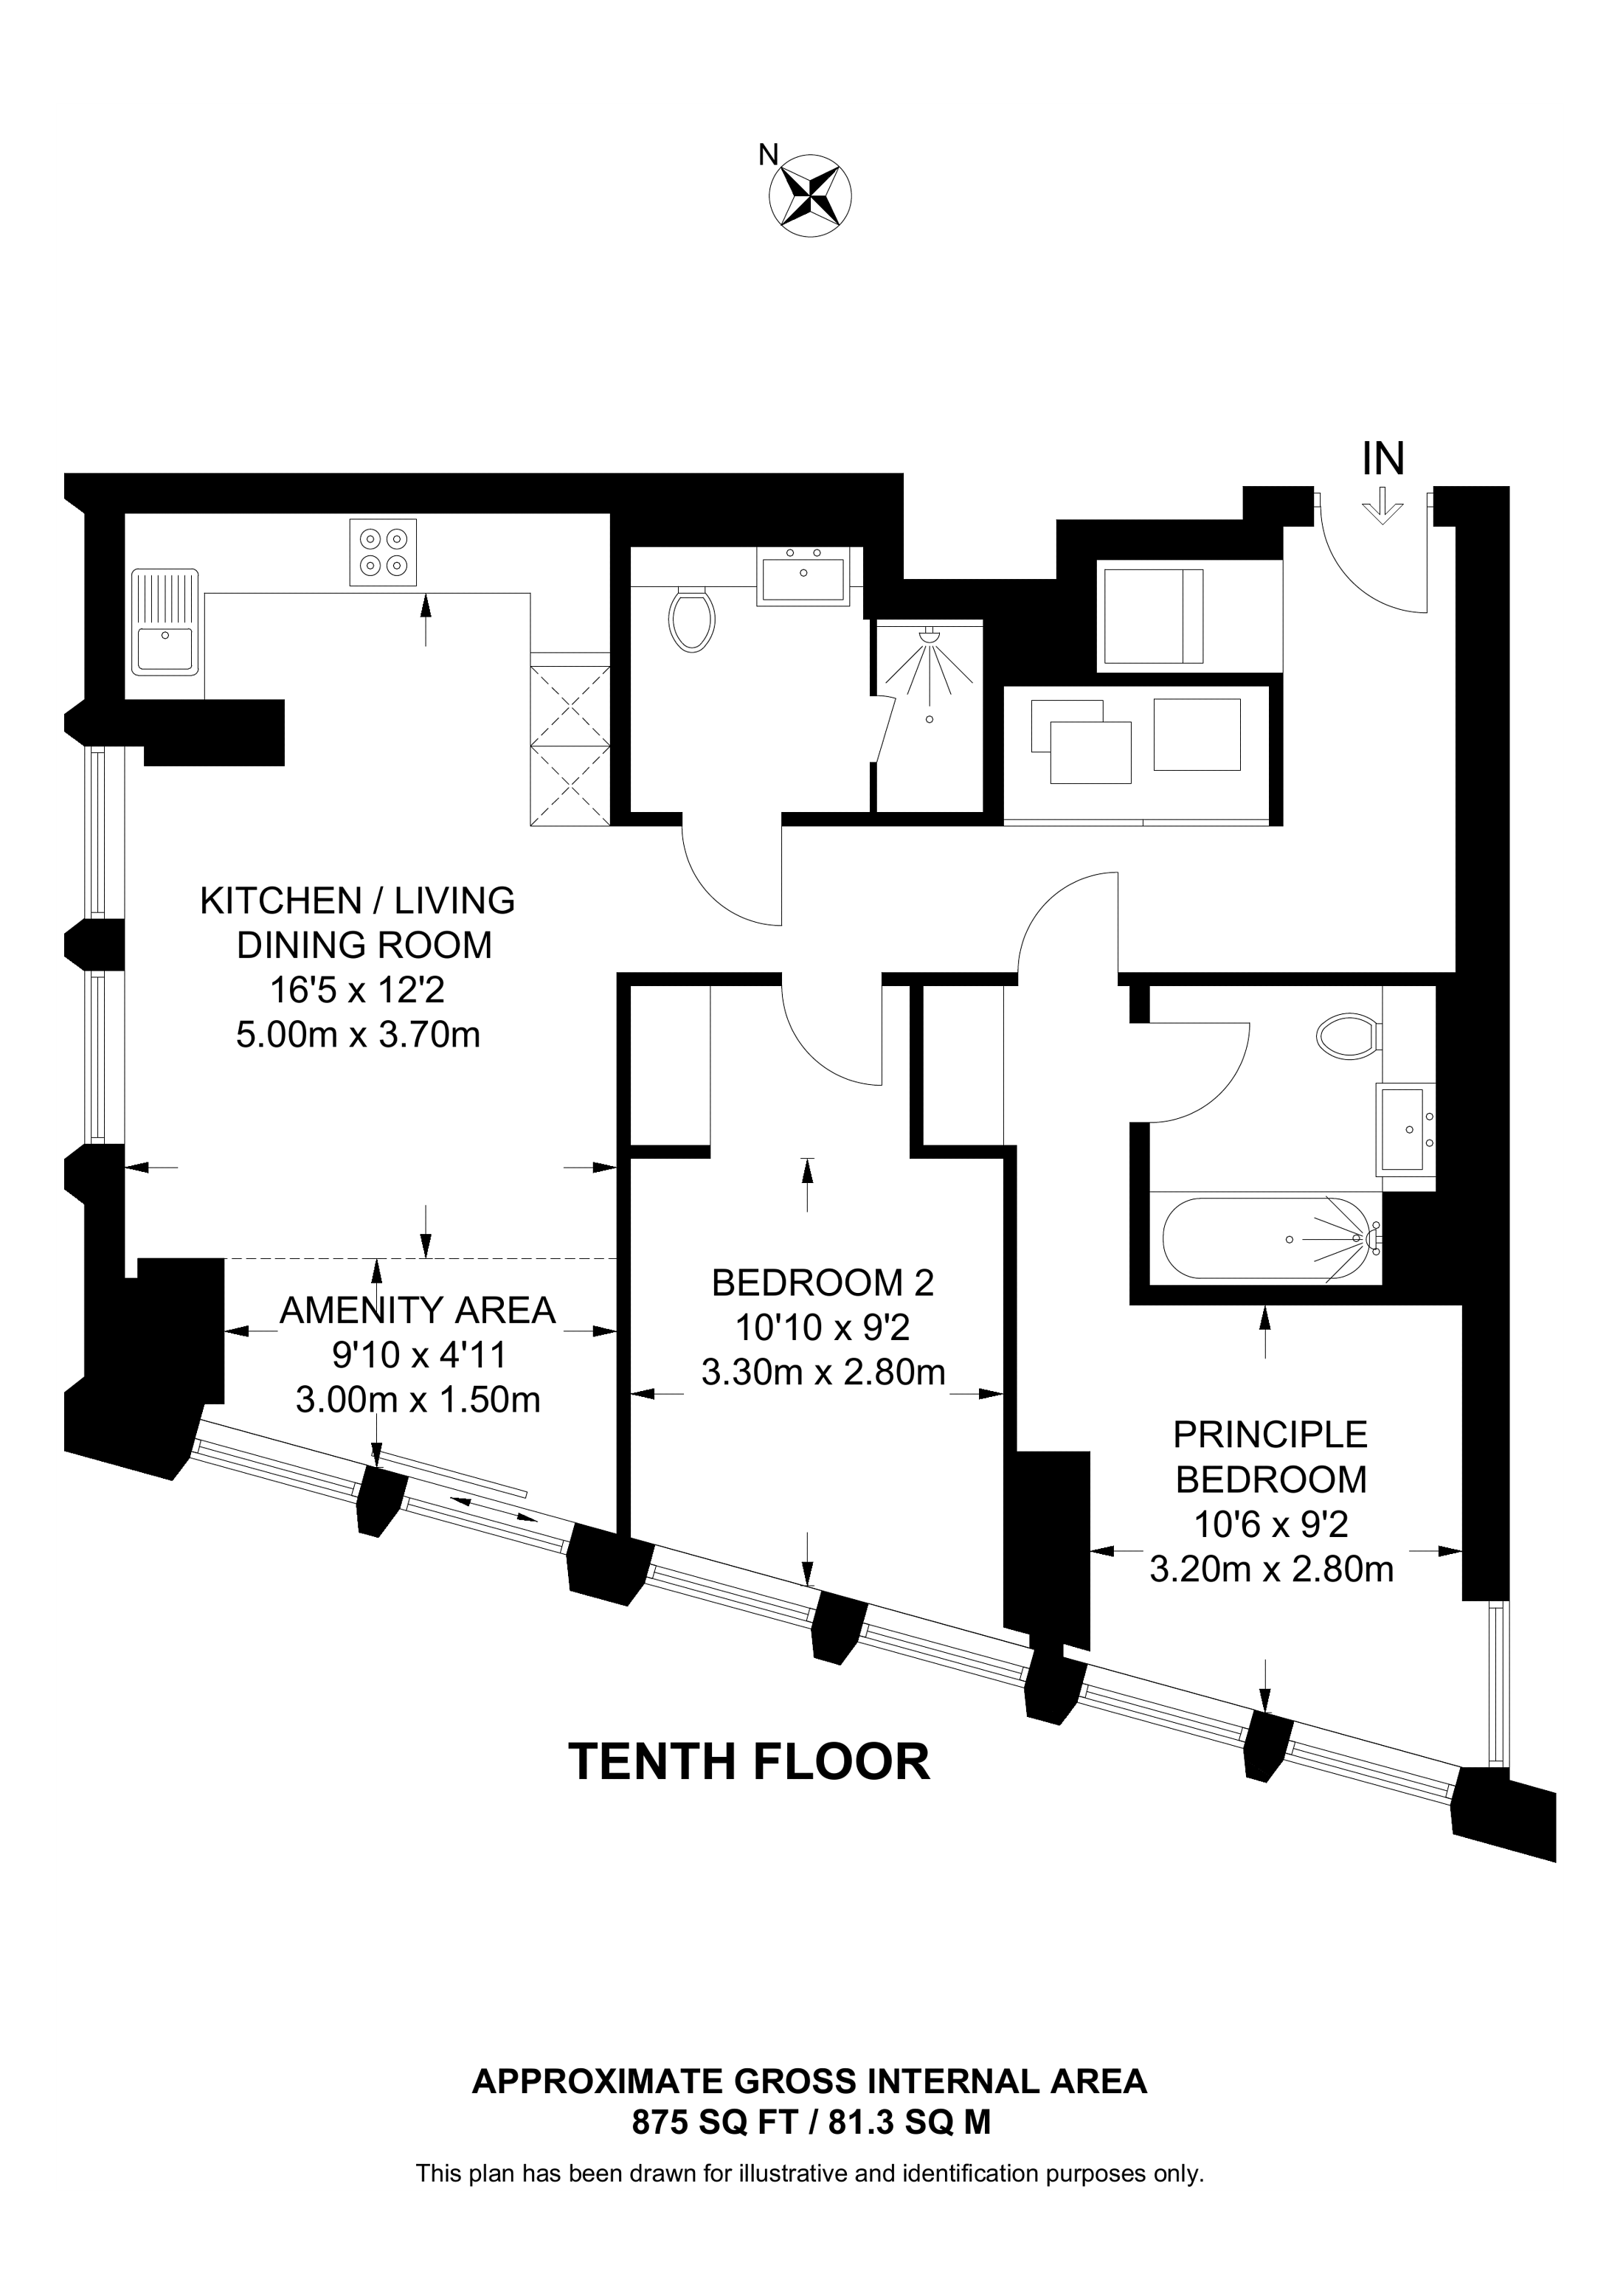 N
IN
KITCHEN / LIVING
DINING ROOM
16'5 x 12'2
5.00m x 3.70m
AMENITY AREA
9'10 x 4'11
3.00m x 1.50m
BEDROOM 2
10'10 x 9'2
3.30m x 2.80m
PRINCIPLE
BEDROOM
10'6 x 9'2
3.20m x 2.80m
TENTH FLOOR
APPROXIMATE GROSS INTERNAL AREA
875 SQ FT / 81.3 SQ M
This plan has been drawn for illustrative and identification purposes only.